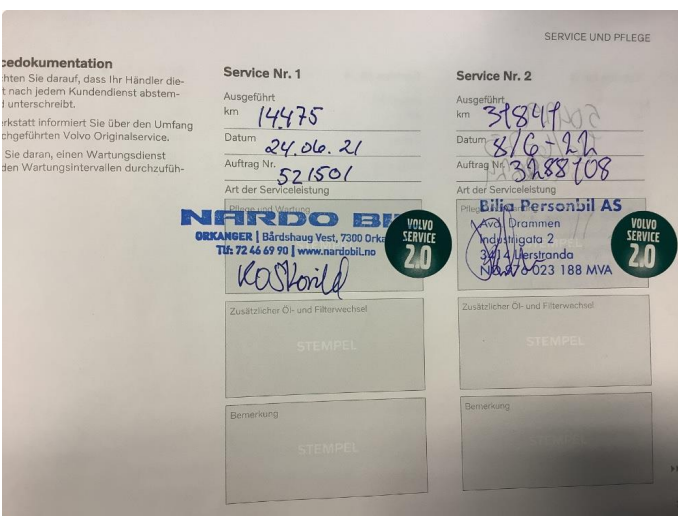 SERVICE UND PFLEGE
cedokumentation
hten Sie darauf, dass Ihr Händler die-
t nach jedem Kundendienst abstem-
unterschreibt.
erkstatt informiert Sie über den Umfang
chgeführten Volvo Originalservice.
Sie daran, einen Wartungsdienst
den Wartungsintervallen durchzufüh-
Service Nr. 1
Ausgeführt
km 14475
Datum 24.06.21
Auftrag Nr. 521501
Art der Serviceleistung
Pflege und Wartung
NARDO BI
ORKANGER | Bårdshaug Vest, 7300 Orka
Tlf: 72 46 69 90 | www.nardobil.no
VOLVO
SERVICE
2.0
Zusätzlicher Öl- und Filterwechsel
STEMPEL
Bemerkung
STEMPEL
Service Nr. 2
Ausgeführt
km
Datum 8/6-22
Auftrag Nr. 3288708
Art der Serviceleistung
Bilia Personbil AS
Avd. Drammen
Industrigata 2
3414 Lierstranda
023 188 MVA
VOLVO
SERVICE
2.0
Zusätzlicher Öl- und Filterwechsel
STEMPEL
Bemerkung
STEMPEL